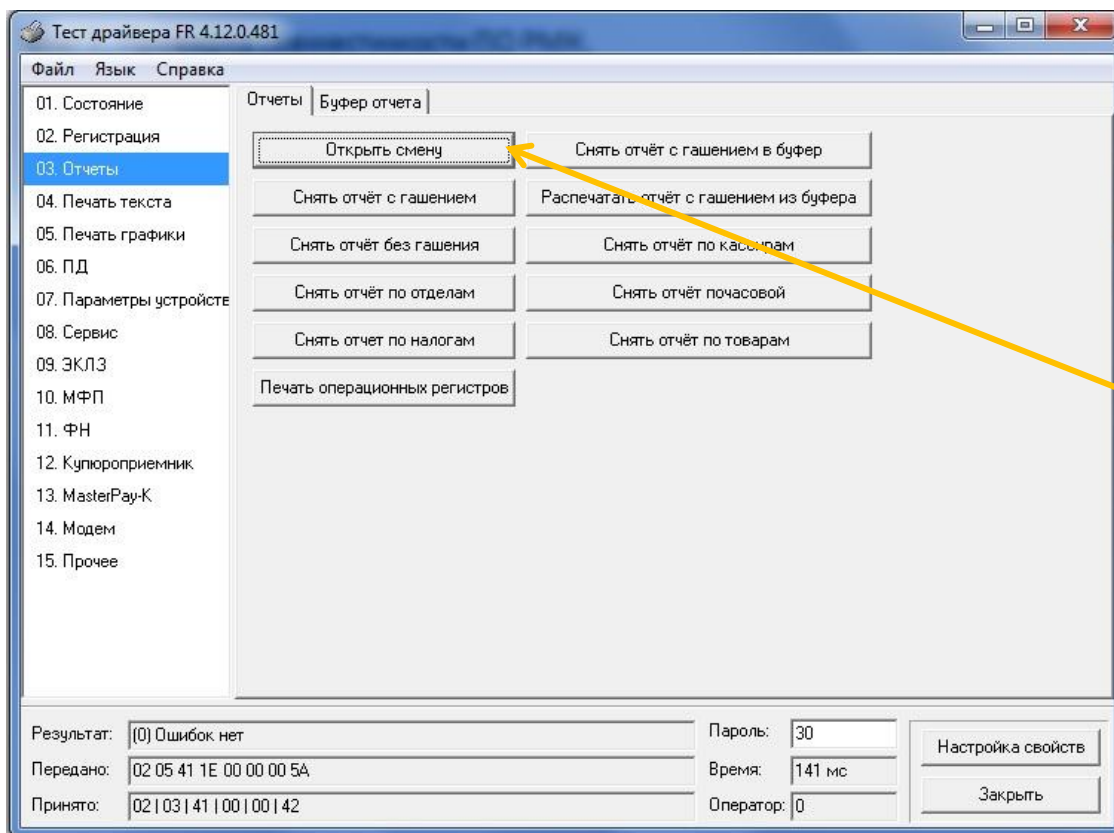 Тест драйвера FR 4.12.0.481
Файл Язык Справка
01. Состояние
02. Регистрация
03. Отчеты
04. Печать текста
05. Печать графики
06. ПД
07. Параметры устройств
08. Сервис
09. ЭКЛЗ
10. МФП
11. ФН
12. Купюроприемник
13. MasterPay-K
14. Модем
15. Прочее
Отчеты Буфер отчета
Открыть смену Снять отчёт с гашением в буфер
Снять отчёт с гашением Распечатать отчёт с гашением из буфера
Снять отчёт без гашения Снять отчёт по кассирам
Снять отчёт по отделам Снять отчёт почасовой
Снять отчет по налогам Снять отчёт по товарам
Печать операционных регистров
Результат: (0) Ошибок нет
Передано: 02 05 41 1E 00 00 00 5A
Принято: 02 | 03 | 41 | 00 | 00 | 42
Пароль: 30
Время: 141 мс
Оператор: 0
Настройка свойств
Закрыть